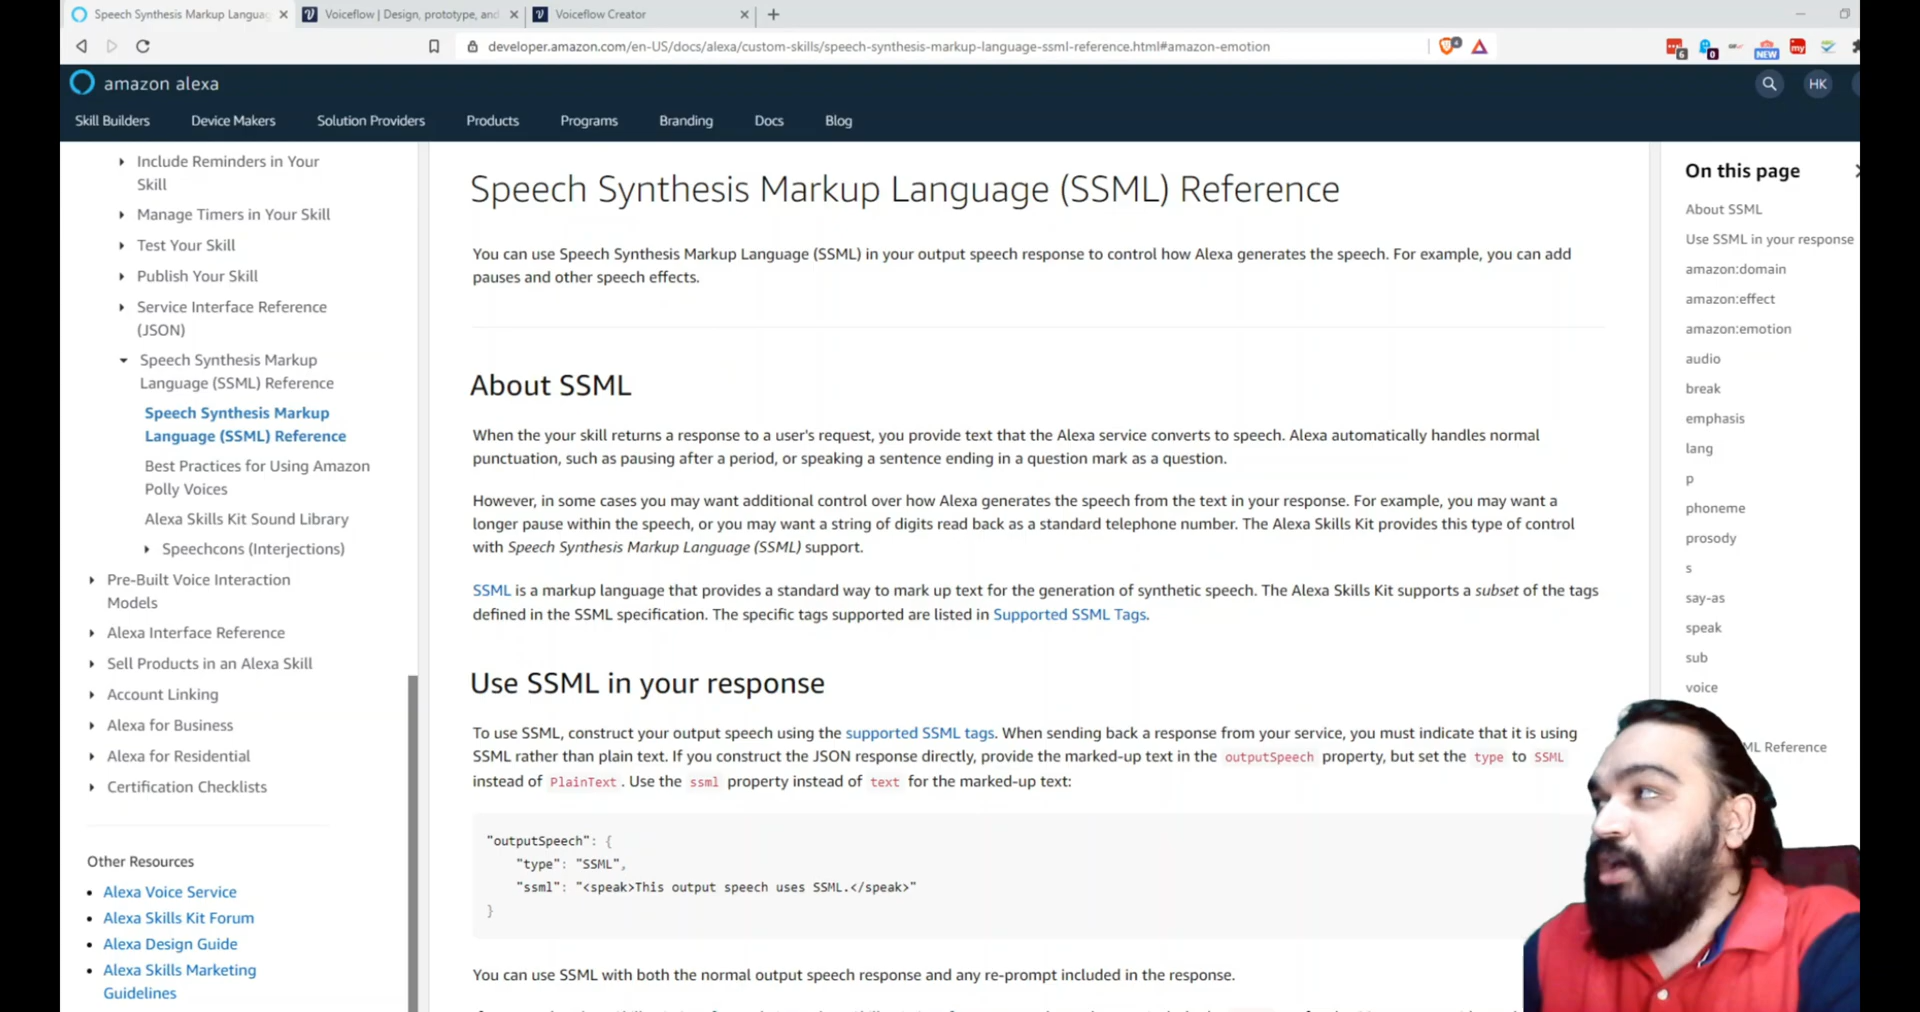 Speech Synthesis Markup Languag
Voiceflow | Design, prototype, and
Voiceflow Creator
developer.amazon.com/en-US/docs/alexa/custom-skills/speech-synthesis-markup-language-ssml-reference.html#amazon-emotion
4
6
0
NEW
my
amazon alexa
HK
Skill Builders
Device Makers
Solution Providers
Products
Programs
Branding
Docs
Blog
Include Reminders in Your
Skill
Manage Timers in Your Skill
Test Your Skill
Publish Your Skill
Service Interface Reference
(JSON)
Speech Synthesis Markup
Language (SSML) Reference
Speech Synthesis Markup
Language (SSML) Reference
Best Practices for Using Amazon
Polly Voices
Alexa Skills Kit Sound Library
Speechcons (Interjections)
Pre-Built Voice Interaction
Models
Alexa Interface Reference
Sell Products in an Alexa Skill
Account Linking
Alexa for Business
Alexa for Residential
Certification Checklists
Other Resources
Alexa Voice Service
Alexa Skills Kit Forum
Alexa Design Guide
Alexa Skills Marketing
Guidelines
Speech Synthesis Markup Language (SSML) Reference
You can use Speech Synthesis Markup Language (SSML) in your output speech response to control how Alexa generates the speech. For example, you can add
pauses and other speech effects.
About SSML
When the your skill returns a response to a user's request, you provide text that the Alexa service converts to speech. Alexa automatically handles normal
punctuation, such as pausing after a period, or speaking a sentence ending in a question mark as a question.
However, in some cases you may want additional control over how Alexa generates the speech from the text in your response. For example, you may want a
longer pause within the speech, or you may want a string of digits read back as a standard telephone number. The Alexa Skills Kit provides this type of control
with Speech Synthesis Markup Language (SSML) support.
SSML is a markup language that provides a standard way to mark up text for the generation of synthetic speech. The Alexa Skills Kit supports a subset of the tags
defined in the SSML specification. The specific tags supported are listed in Supported SSML Tags.
Use SSML in your response
To use SSML, construct your output speech using the supported SSML tags. When sending back a response from your service, you must indicate that it is using
SSML rather than plain text. If you construct the JSON response directly, provide the marked-up text in the outputSpeech property, but set the type to SSML
instead of PlainText. Use the ssml property instead of text for the marked-up text:
"outputSpeech": {
"type": "SSML",
"ssml": "<speak>This output speech uses SSML.</speak>"
}
You can use SSML with both the normal output speech response and any re-prompt included in the response.
On this page
About SSML
Use SSML in your response
amazon:domain
amazon:effect
amazon:emotion
audio
break
emphasis
lang
p
phoneme
prosody
s
say-as
speak
sub
voice
ML Reference